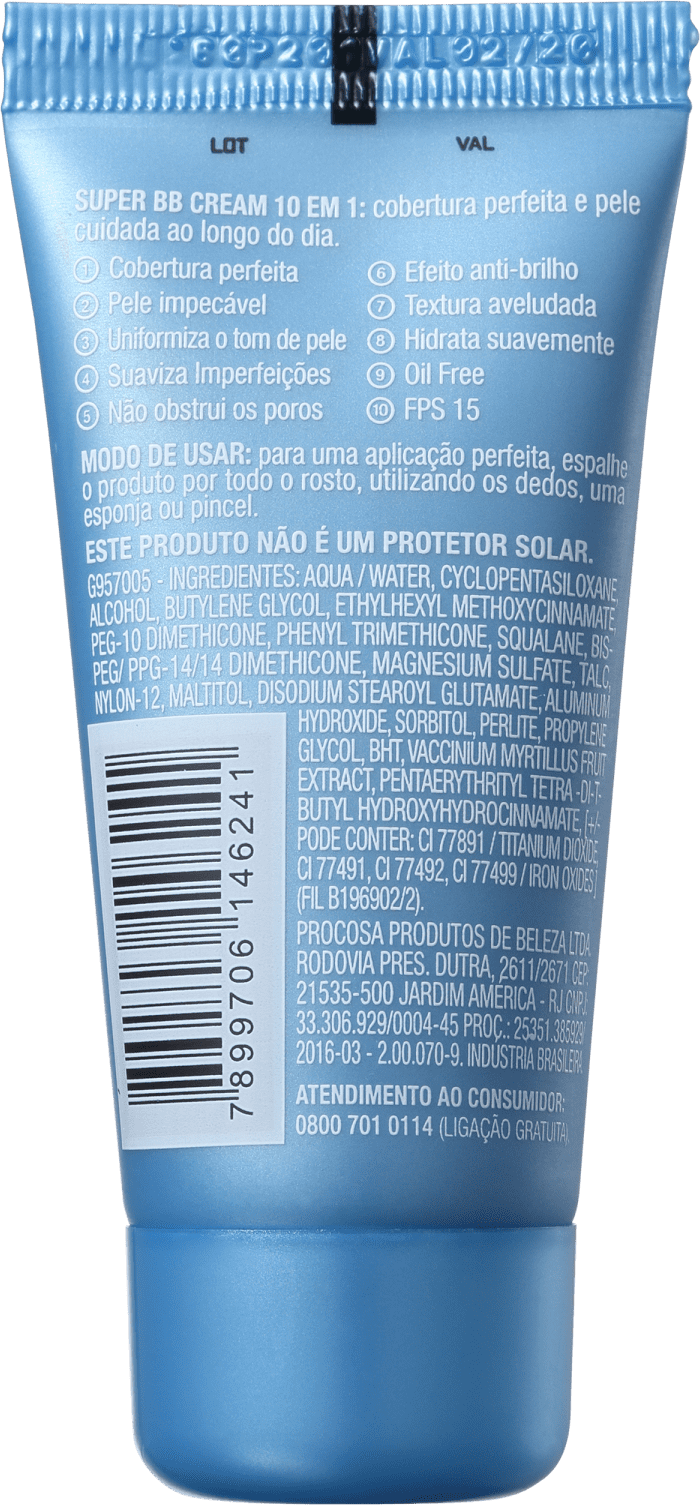 VAL02/20
LOT VAL
SUPER BB CREAM 10 EM 1: cobertura perfeita e pele
cuidada ao longo do dia.
1 Cobertura perfeita
2 Pele impecável
3 Uniformiza o tom de pele
4 Suaviza Imperfeições
5 Não obstrui os poros
6 Efeito anti-brilho
7 Textura aveludada
8 Hidrata suavemente
9 Oil Free
10 FPS 15
MODO DE USAR: para uma aplicação perfeita, espalhe
o produto por todo o rosto, utilizando os dedos, uma
esponja ou pincel.
ESTE PRODUTO NÃO É UM PROTETOR SOLAR.
G957005 - INGREDIENTES: AQUA / WATER, CYCLOPENTASILOXANE,
ALCOHOL, BUTYLENE GLYCOL, ETHYLHEXYL METHOXYCINNAMATE,
PEG-10 DIMETHICONE, PHENYL TRIMETHICONE, SQUALANE, BIS-
PEG/ PPG-14/14 DIMETHICONE, MAGNESIUM SULFATE, TALC,
NYLON-12, MALTITOL, DISODIUM STEAROYL GLUTAMATE, ALUMINUM
HYDROXIDE, SORBITOL, PERLITE, PROPYLENE
GLYCOL, BHT, VACCINIUM MYRTILLUS FRUIT
EXTRACT, PENTAERYTHRITYL TETRA -DI-T-
BUTYL HYDROXYHYDROCINNAMATE, [+/-
PODE CONTER: CI 77891 / TITANIUM DIOXIDE,
CI 77491, CI 77492, CI 77499 / IRON OXIDES]
(FIL B196902/2).
PROCOSA PRODUTOS DE BELEZA LTDA.
RODOVIA PRES. DUTRA, 2611/2671 CEP:
21535-500 JARDIM AMÉRICA - RJ CNPJ:
33.306.929/0004-45 PROÇ.: 25351.385929/
2016-03 - 2.00.070-9. INDÚSTRIA BRASILEIRA
ATENDIMENTO AO CONSUMIDOR:
0800 701 0114 (LIGAÇÃO GRATUITA).
7 899706 146241